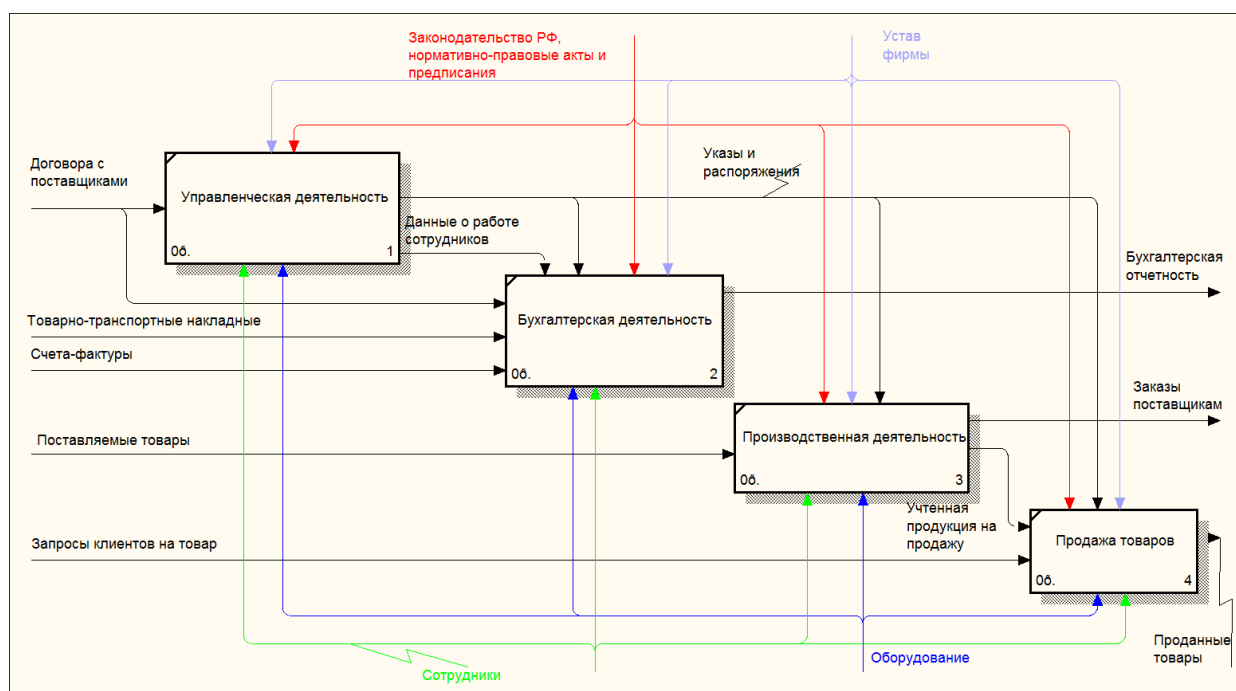 Законодательство РФ,
нормативно-правовые акты и
предписания
Устав
фирмы
Договора с
поставщиками
Указы и
распоряжения
Управленческая деятельность
0б.
1
Данные о работе
сотрудников
Бухгалтерская
отчетность
Товарно-транспортные накладные
Бухгалтерская деятельность
Счета-фактуры
0б.
2
Заказы
поставщикам
Поставляемые товары
Производственная деятельность
0б.
3
Учтенная
продукция на
продажу
Запросы клиентов на товар
Продажа товаров
0б.
4
Проданные
товары
Оборудование
Сотрудники